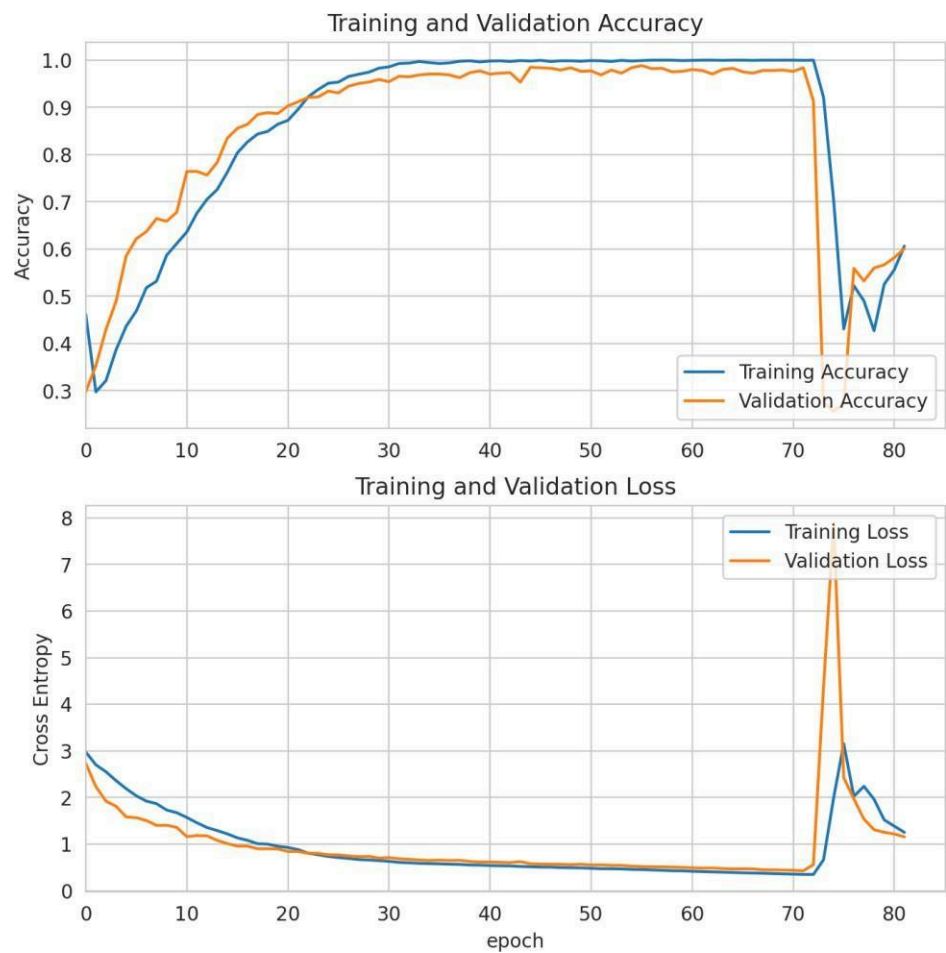 Training and Validation Accuracy
1.0
0.9
0.8
0.7
0.6
0.5
0.4
0.3
Accuracy
Training Accuracy
Validation Accuracy
0 10 20 30 40 50 60 70 80
Training and Validation Loss
8
7
6
5
4
3
2
1
0
Cross Entropy
Training Loss
Validation Loss
0 10 20 30 40 50 60 70 80
epoch